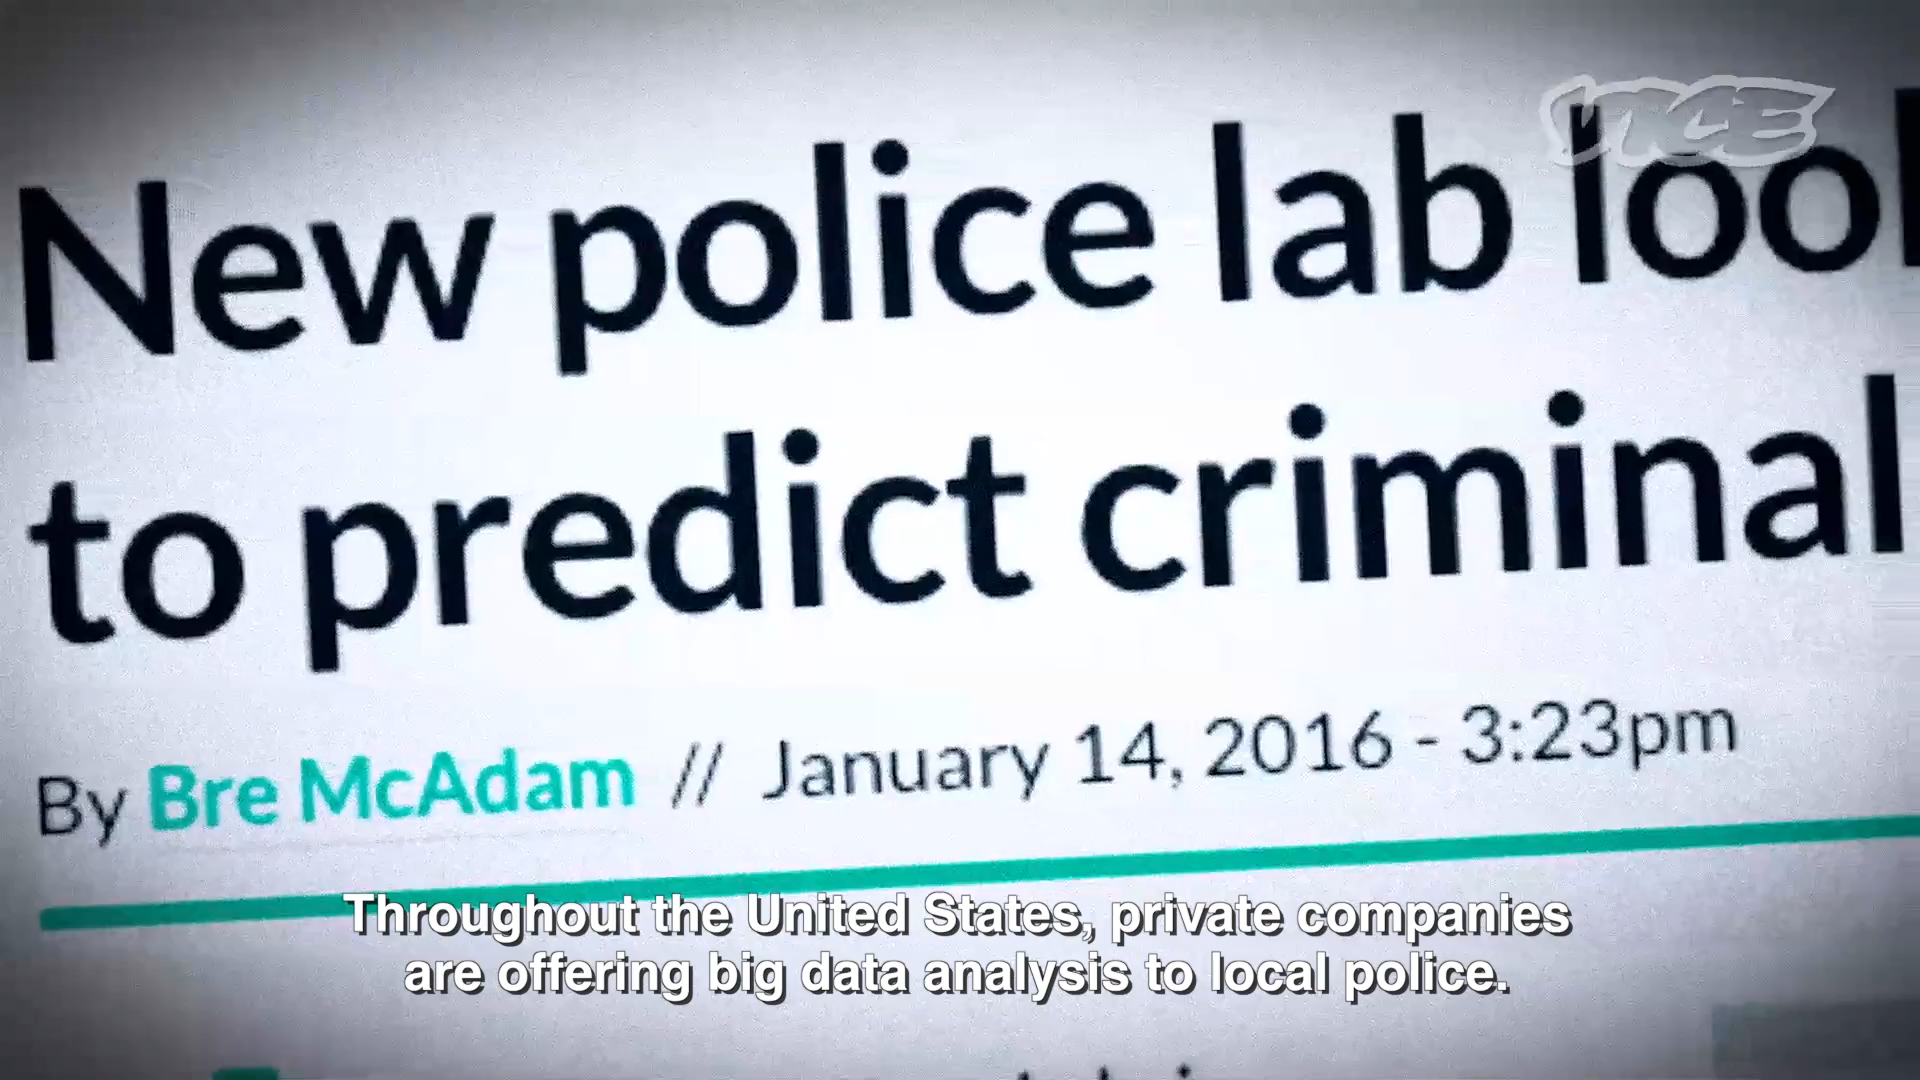 VICE
New police lab
to predict criminal
By Bre McAdam // January 14, 2016 - 3:23pm
Throughout the United States, private companies
are offering big data analysis to local police.